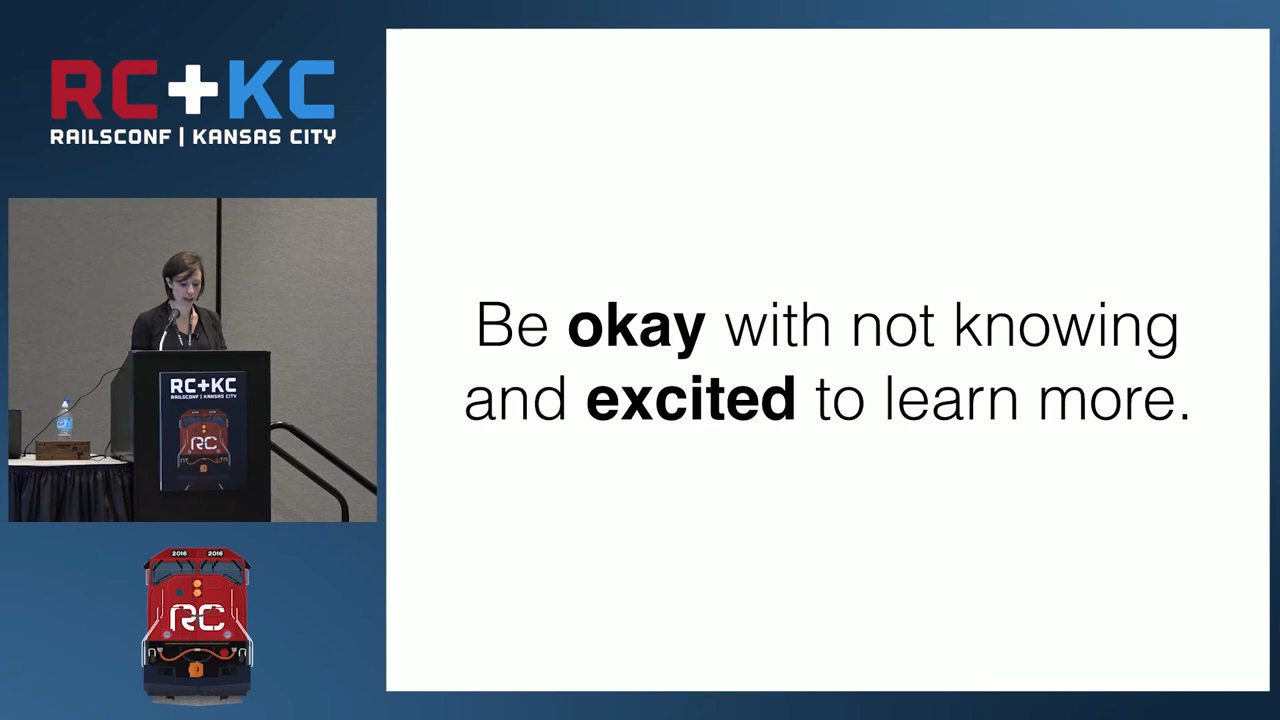 RC+KC
RAILSCONF | KANSAS CITY
RC+KC
RAILSCONF | KANSAS CITY
RC
2016 2016
RC
Be okay with not knowing
and excited to learn more.